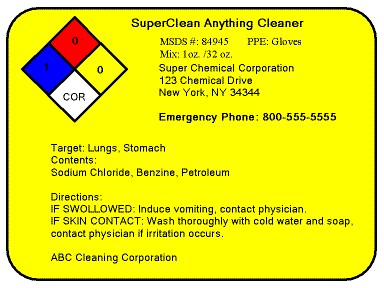 SuperClean Anything Cleaner
0
1
0
COR
MSDS #: 84945 PPE: Gloves
Mix: 1oz. /32 oz.
Super Chemical Corporation
123 Chemical Drive
New York, NY 34344
Emergency Phone: 800-555-5555
Target: Lungs, Stomach
Contents:
Sodium Chloride, Benzine, Petroleum
Directions:
IF SWOLLOWED: Induce vomiting, contact physician.
IF SKIN CONTACT: Wash thoroughly with cold water and soap,
contact physician if irritation occurs.
ABC Cleaning Corporation